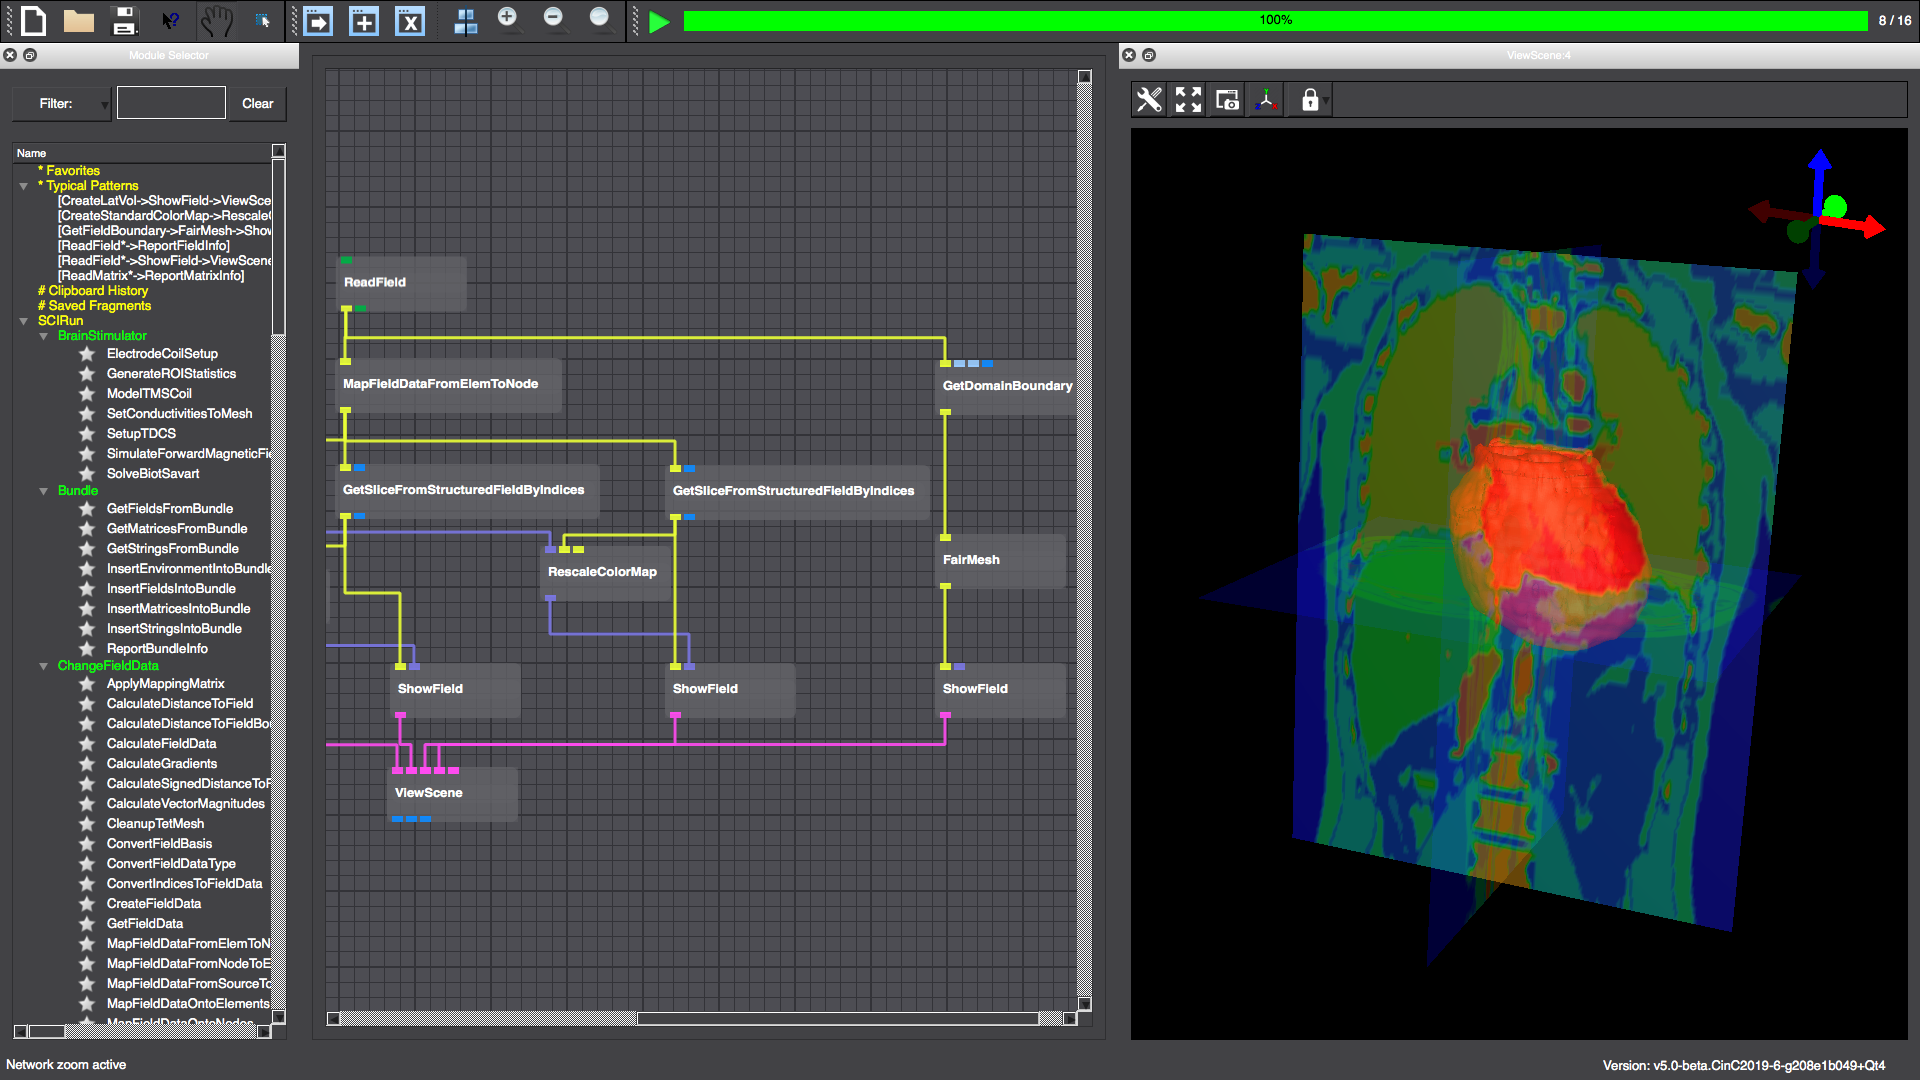 100%
8 / 16
Module Selector
ViewScene:4
Filter:
Clear
Name
* Favorites
* Typical Patterns
[CreateLatVol->ShowField->ViewSce
[CreateStandardColorMap->Rescale
[GetFieldBoundary->FairMesh->Sho
[ReadField*->ReportFieldInfo]
[ReadField*->ShowField->ViewScene
[ReadMatrix*->ReportMatrixInfo]
# Clipboard History
# Saved Fragments
SCIRun
BrainStimulator
ElectrodeCoilSetup
GenerateROIStatistics
ModelTMSCoil
SetConductivitiesToMesh
SetupTDCS
SimulateForwardMagneticFie
SolveBiotSavart
Bundle
GetFieldsFromBundle
GetMatricesFromBundle
GetStringsFromBundle
InsertEnvironmentIntoBundle
InsertFieldsIntoBundle
InsertMatricesIntoBundle
InsertStringsIntoBundle
ReportBundleInfo
ChangeFieldData
ApplyMappingMatrix
CalculateDistanceToField
CalculateDistanceToFieldBou
CalculateFieldData
CalculateGradients
CalculateSignedDistanceToF
CalculateVectorMagnitudes
CleanupTetMesh
ConvertFieldBasis
ConvertFieldDataType
ConvertIndicesToFieldData
CreateFieldData
GetFieldData
MapFieldDataFromElemToN
MapFieldDataFromNodeToE
MapFieldDataFromSourceTo
MapFieldDataOntoElements
MapFieldDataOntoNodes
ReadField
MapFieldDataFromElemToNode
GetDomainBoundary
GetSliceFromStructuredFieldByIndices
GetSliceFromStructuredFieldByIndices
RescaleColorMap
FairMesh
ShowField
ShowField
ShowField
ViewScene
Network zoom active
Version: v5.0-beta.CinC2019-6-g208e1b049+Qt4